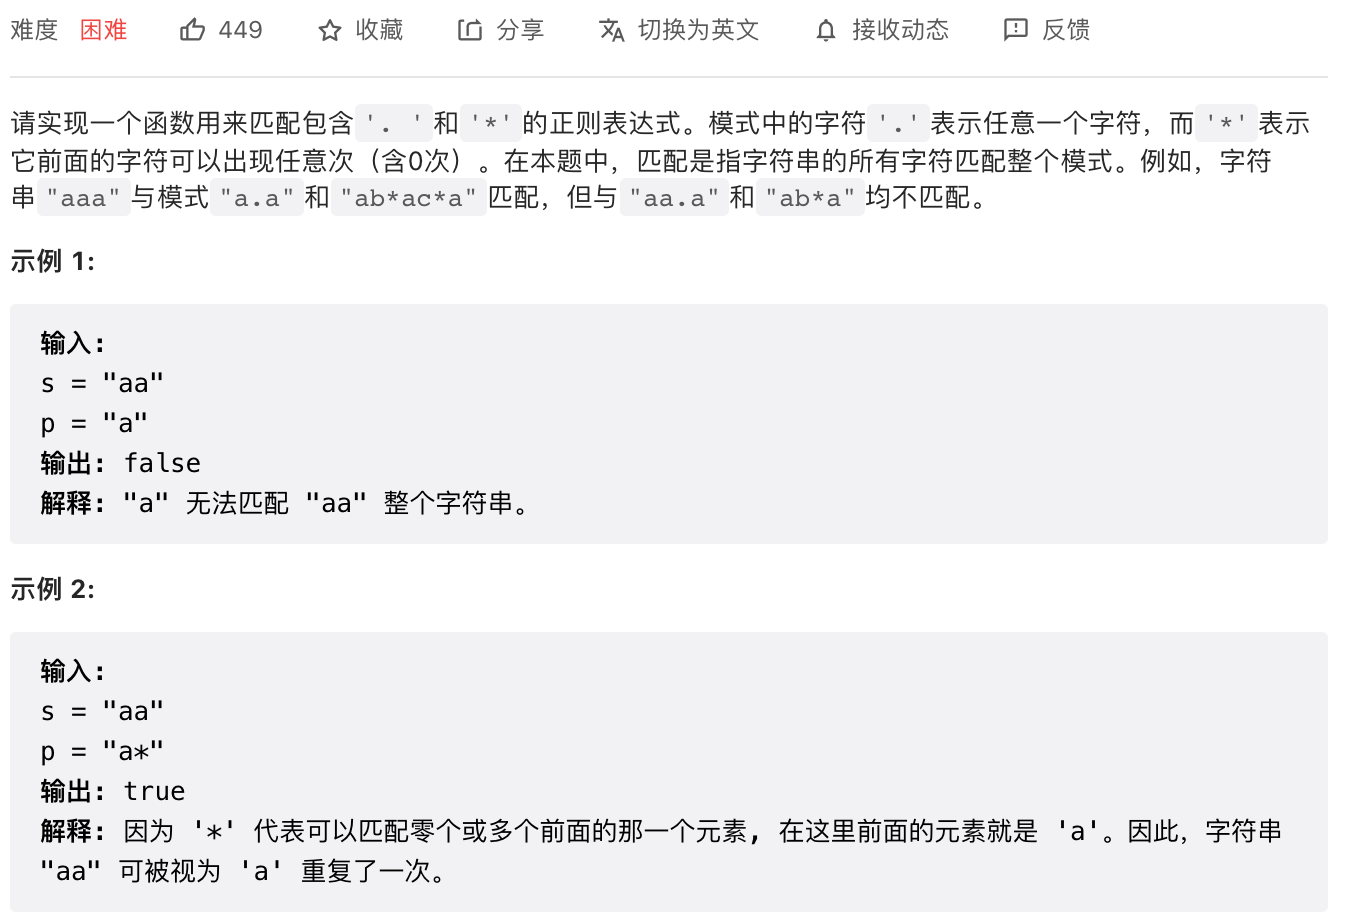 难度 困难 449 收藏 分享 切换为英文 接收动态 反馈
请实现一个函数用来匹配包含'. '和'*'的正则表达式。模式中的字符'.'表示任意一个字符，而'*'表示
它前面的字符可以出现任意次（含0次）。在本题中，匹配是指字符串的所有字符匹配整个模式。例如，字符
串"aaa"与模式"a.a"和"ab*ac*a"匹配，但与"aa.a"和"ab*a"均不匹配。
示例 1:
输入:
s = "aa"
p = "a"
输出: false
解释: "a" 无法匹配 "aa" 整个字符串。
示例 2:
输入:
s = "aa"
p = "a*"
输出: true
解释: 因为 '*' 代表可以匹配零个或多个前面的那一个元素, 在这里前面的元素就是 'a'。因此，字符串
"aa" 可被视为 'a' 重复了一次。